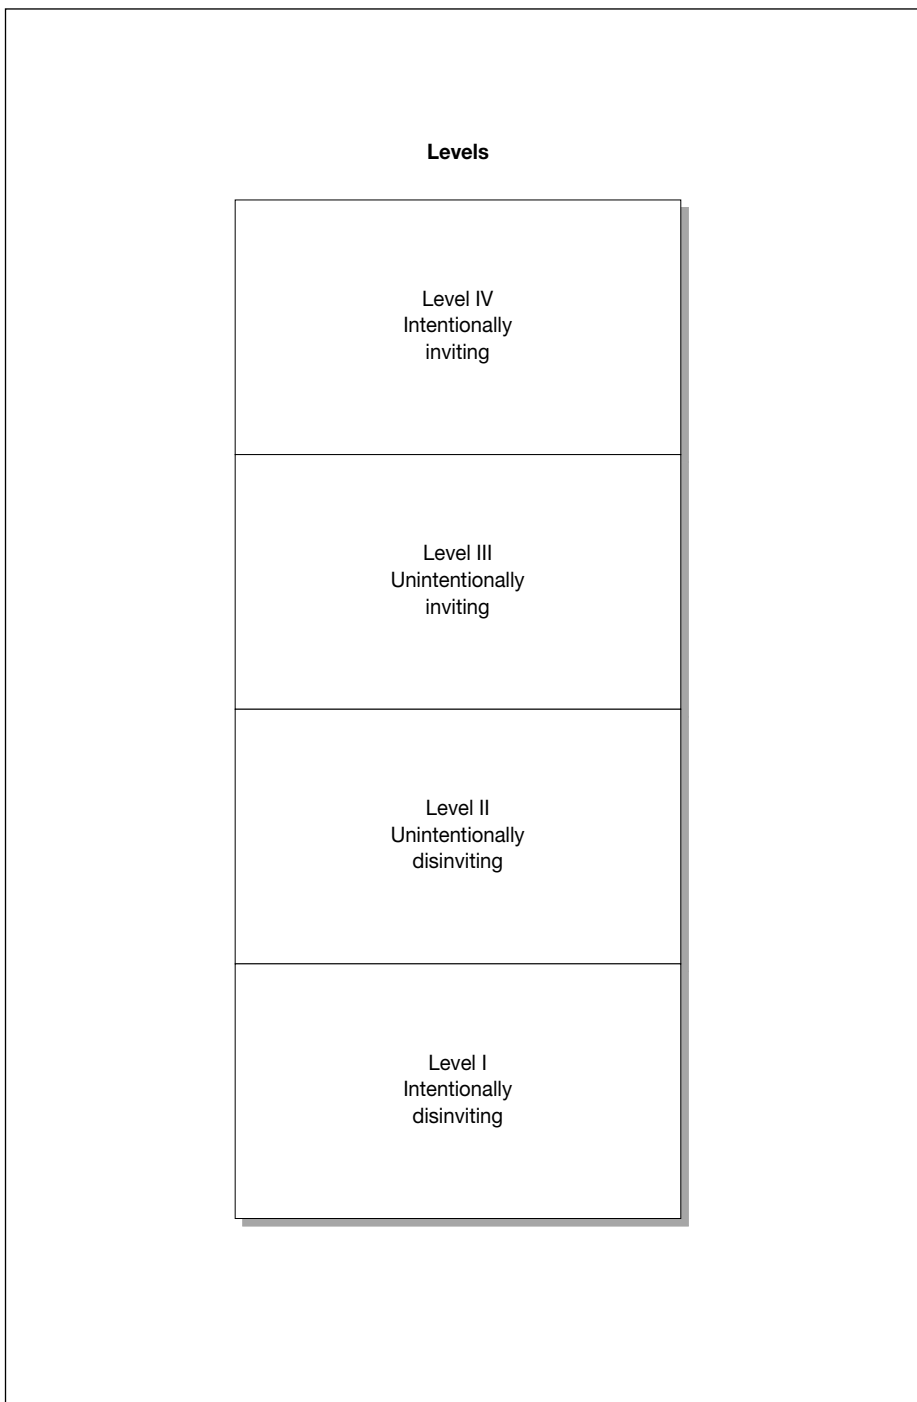 Levels
Level IV
Intentionally
inviting
Level III
Unintentionally
inviting
Level II
Unintentionally
disinviting
Level I
Intentionally
disinviting